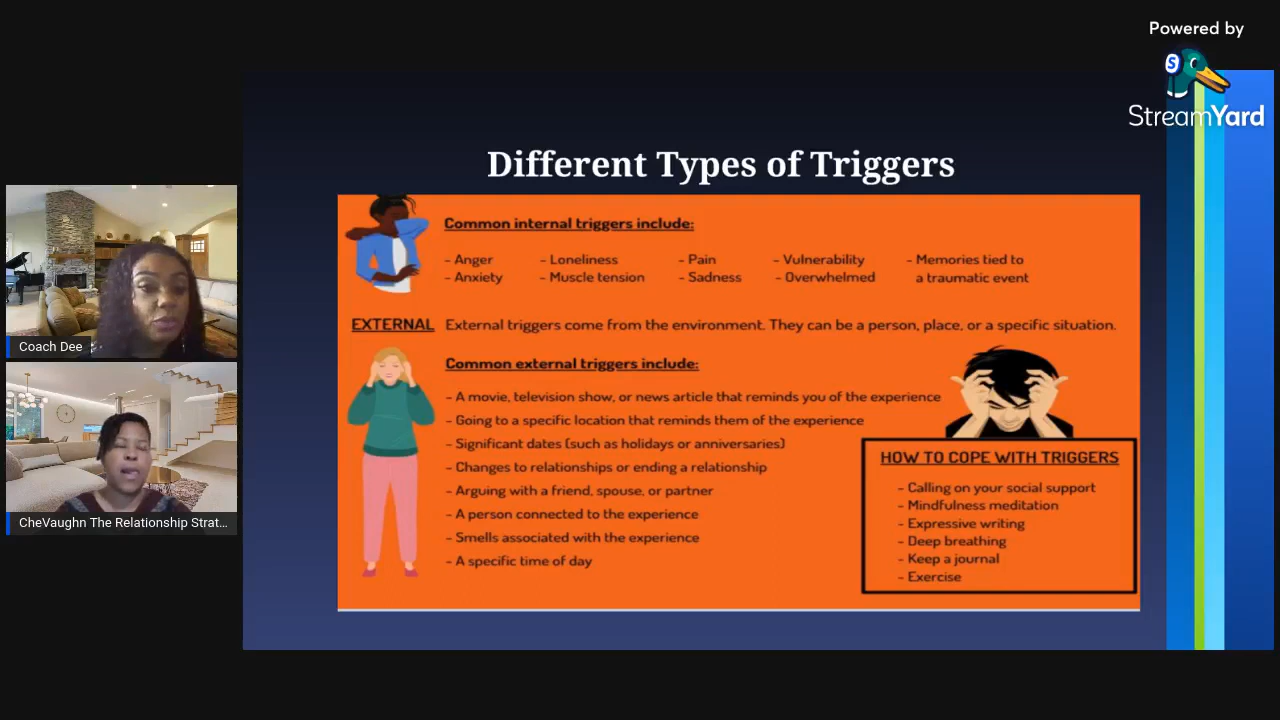 Powered by
StreamYard
Different Types of Triggers
Common internal triggers include:
- Anger - Loneliness - Pain - Vulnerability - Memories tied to
- Anxiety - Muscle tension - Sadness - Overwhelmed a traumatic event
EXTERNAL External triggers come from the environment. They can be a person, place, or a specific situation.
Common external triggers include:
- A movie, television show, or news article that reminds you of the experience
- Going to a specific location that reminds them of the experience
- Significant dates (such as holidays or anniversaries)
- Changes to relationships or ending a relationship
- Arguing with a friend, spouse, or partner
- A person connected to the experience
- Smells associated with the experience
- A specific time of day
HOW TO COPE WITH TRIGGERS
- Calling on your social support
- Mindfulness meditation
- Expressive writing
- Deep breathing
- Keep a journal
- Exercise
Coach Dee
CheVaughn The Relationship Strat...